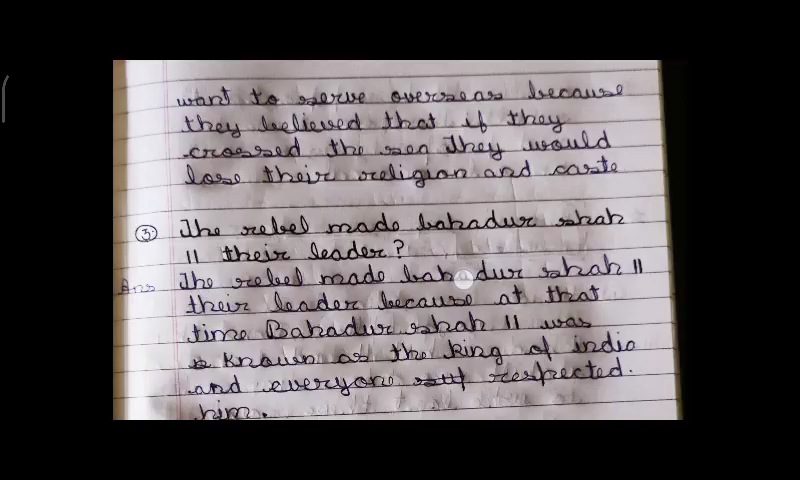 want to serve overseas because
they believed that if they
crossed the sea they would
lose their religion and caste
③ The rebel made bahadur shah
II their leader?
Ans The rebel made bahadur shah II
their leader because at that
time Bahadur shah II was
known as the king of india
and everyone respected.
him.